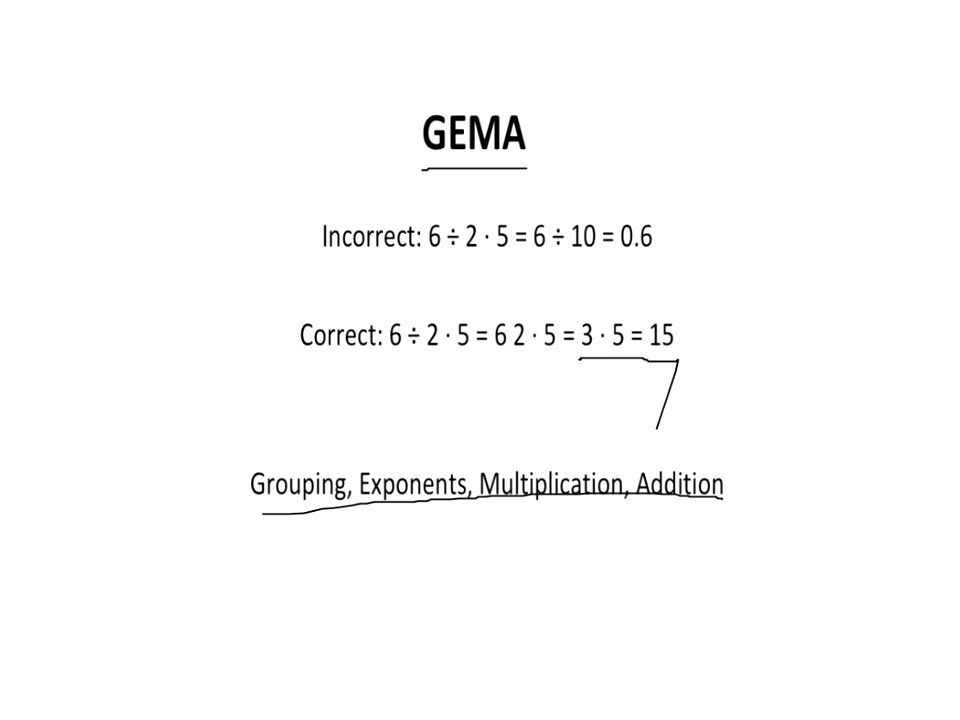 GEMA
Incorrect: 6 ÷ 2 · 5 = 6 ÷ 10 = 0.6
Correct: 6 ÷ 2 · 5 = 6 2 · 5 = 3 · 5 = 15
Grouping, Exponents, Multiplication, Addition